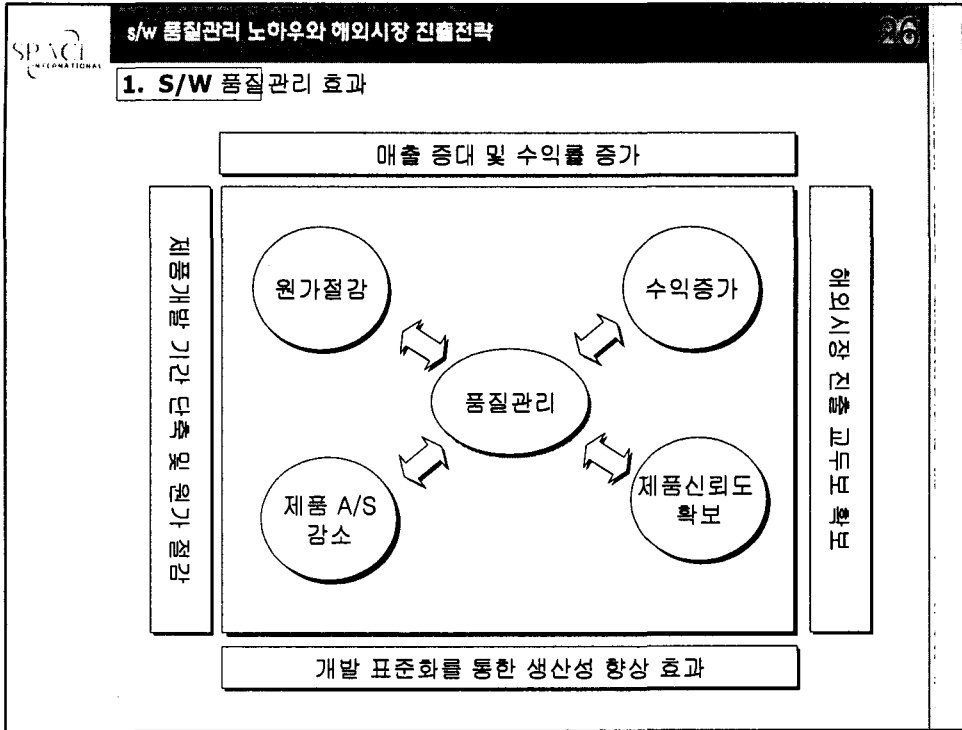 s/w 품질관리 노하우와 해외시장 진출전략
26
SPACE
INTERNATIONAL
1. S/W 품질관리 효과
매출 증대 및 수익률 증가
제품개발 기간 단축 및 원가 절감
원가절감
수익증가
품질관리
제품 A/S
감소
제품신뢰도
확보
해외시장 진출 교두보 확보
개발 표준화를 통한 생산성 향상 효과